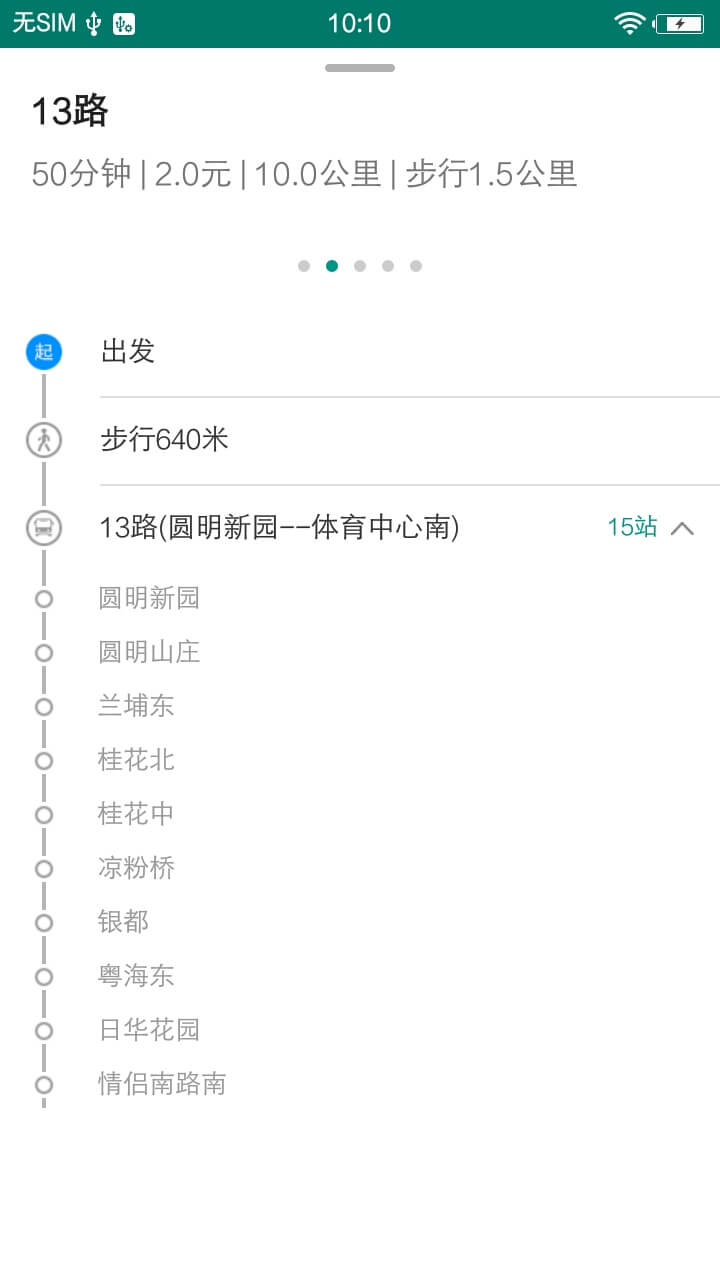 无SIM 10:10
13路
50分钟 | 2.0元 | 10.0公里 | 步行1.5公里
起 出发
步行640米
13路(圆明新园--体育中心南) 15站
圆明新园
圆明山庄
兰埔东
桂花北
桂花中
凉粉桥
银都
粤海东
日华花园
情侣南路南